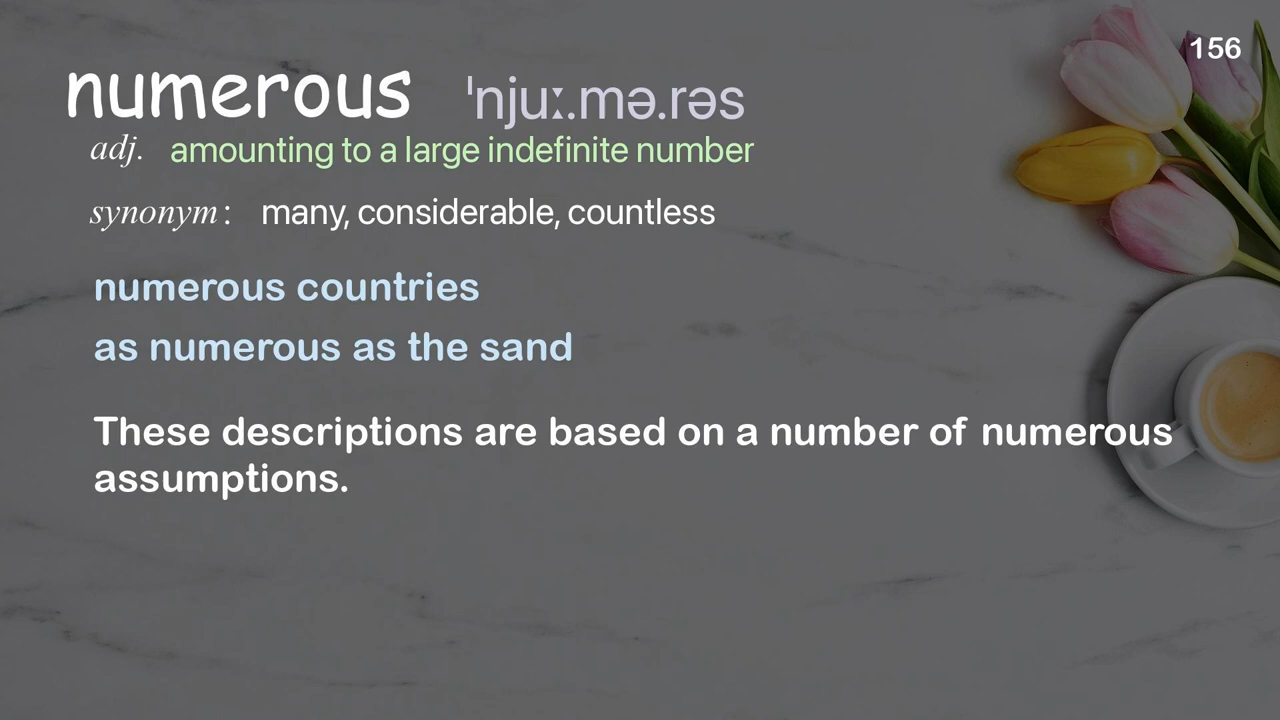 156
numerous ˈnjuː.mə.rəs
adj. amounting to a large indefinite number
synonym: many, considerable, countless
numerous countries
as numerous as the sand
These descriptions are based on a number of numerous
assumptions.